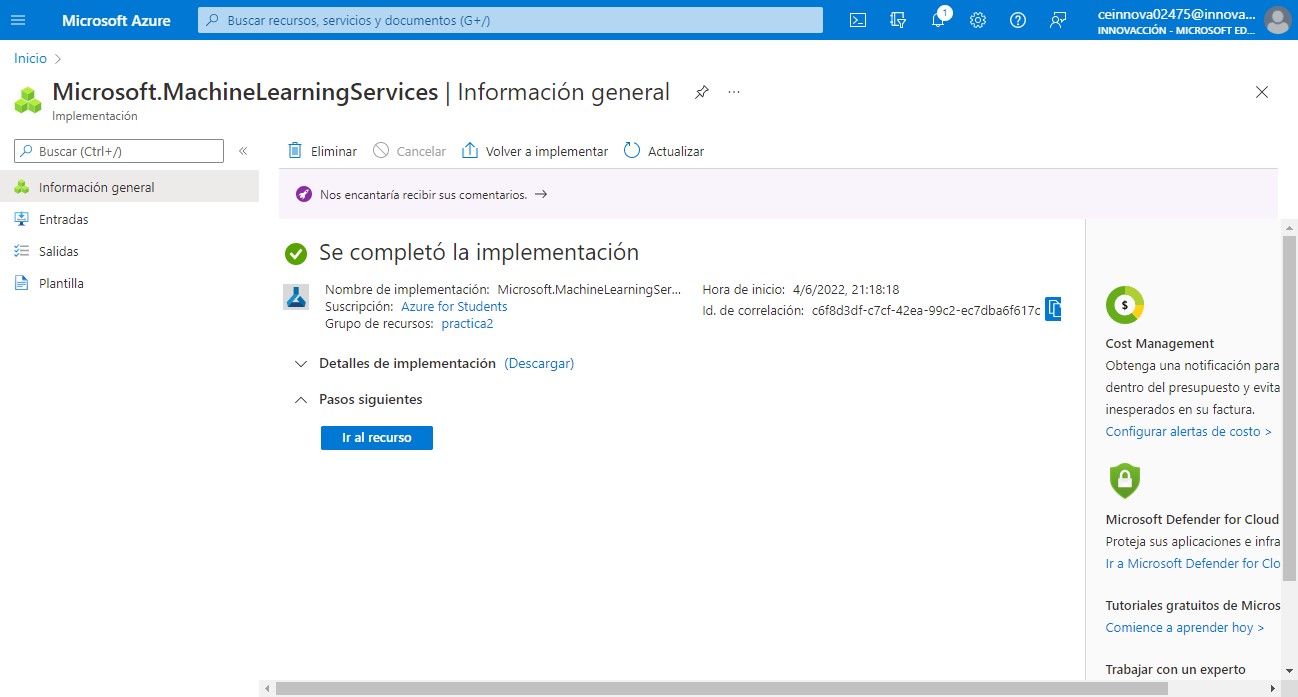 Microsoft Azure
Buscar recursos, servicios y documentos (G+/)
1
ceinnova02475@innova...
INNOVACCIÓN - MICROSOFT ED...
Inicio
Microsoft.MachineLearningServices | Información general
...
Implementación
Buscar (Ctrl+/)
«
Eliminar
Cancelar
Volver a implementar
Actualizar
Información general
Entradas
Salidas
Plantilla
Nos encantaría recibir sus comentarios. →
Se completó la implementación
Nombre de implementación: Microsoft.MachineLearningSer...
Suscripción: Azure for Students
Grupo de recursos: practica2
Hora de inicio: 4/6/2022, 21:18:18
Id. de correlación: c6f8d3df-c7cf-42ea-99c2-ec7dba6f617c
Detalles de implementación (Descargar)
Pasos siguientes
Ir al recurso
$
Cost Management
Obtenga una notificación para
dentro del presupuesto y evita
inesperados en su factura.
Configurar alertas de costo >
Microsoft Defender for Cloud
Proteja sus aplicaciones e infra
Ir a Microsoft Defender for Clo
Tutoriales gratuitos de Micros
Comience a aprender hoy >
Trabajar con un experto